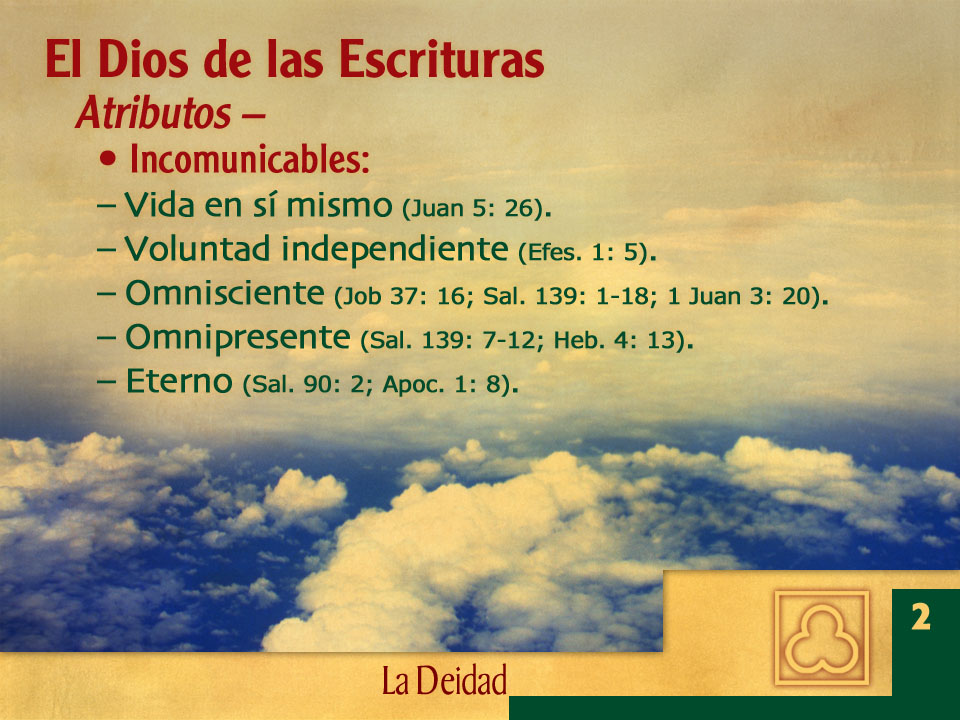 El Dios de las Escrituras
Atributos –
• Incomunicables:
– Vida en sí mismo (Juan 5: 26).
– Voluntad independiente (Efes. 1: 5).
– Omnisciente (Job 37: 16; Sal. 139: 1-18; 1 Juan 3: 20).
– Omnipresente (Sal. 139: 7-12; Heb. 4: 13).
– Eterno (Sal. 90: 2; Apoc. 1: 8).
2
La Deidad